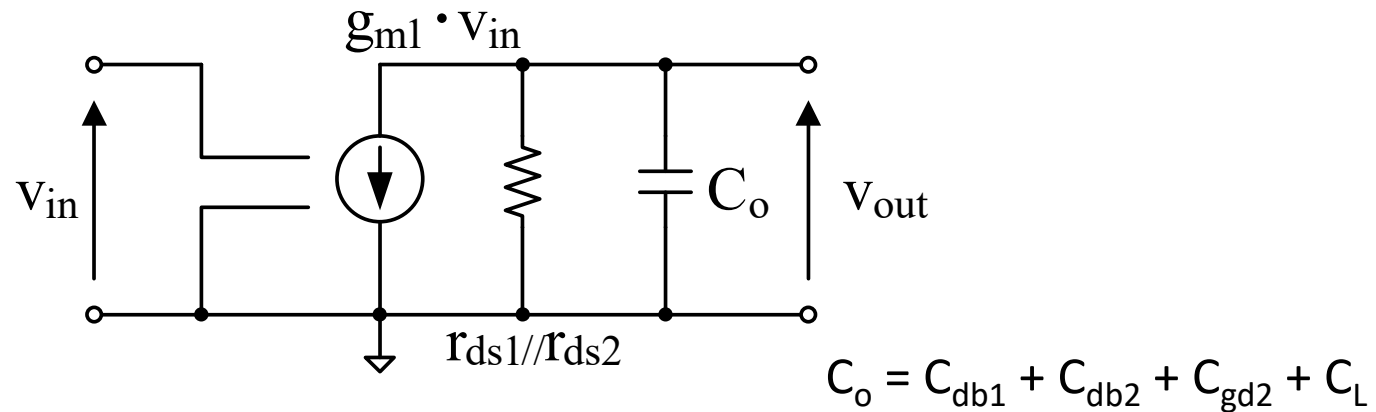 gm1 · vin
vin
Co
vout
rds1//rds2
Co = Cdb1 + Cdb2 + Cgd2 + CL